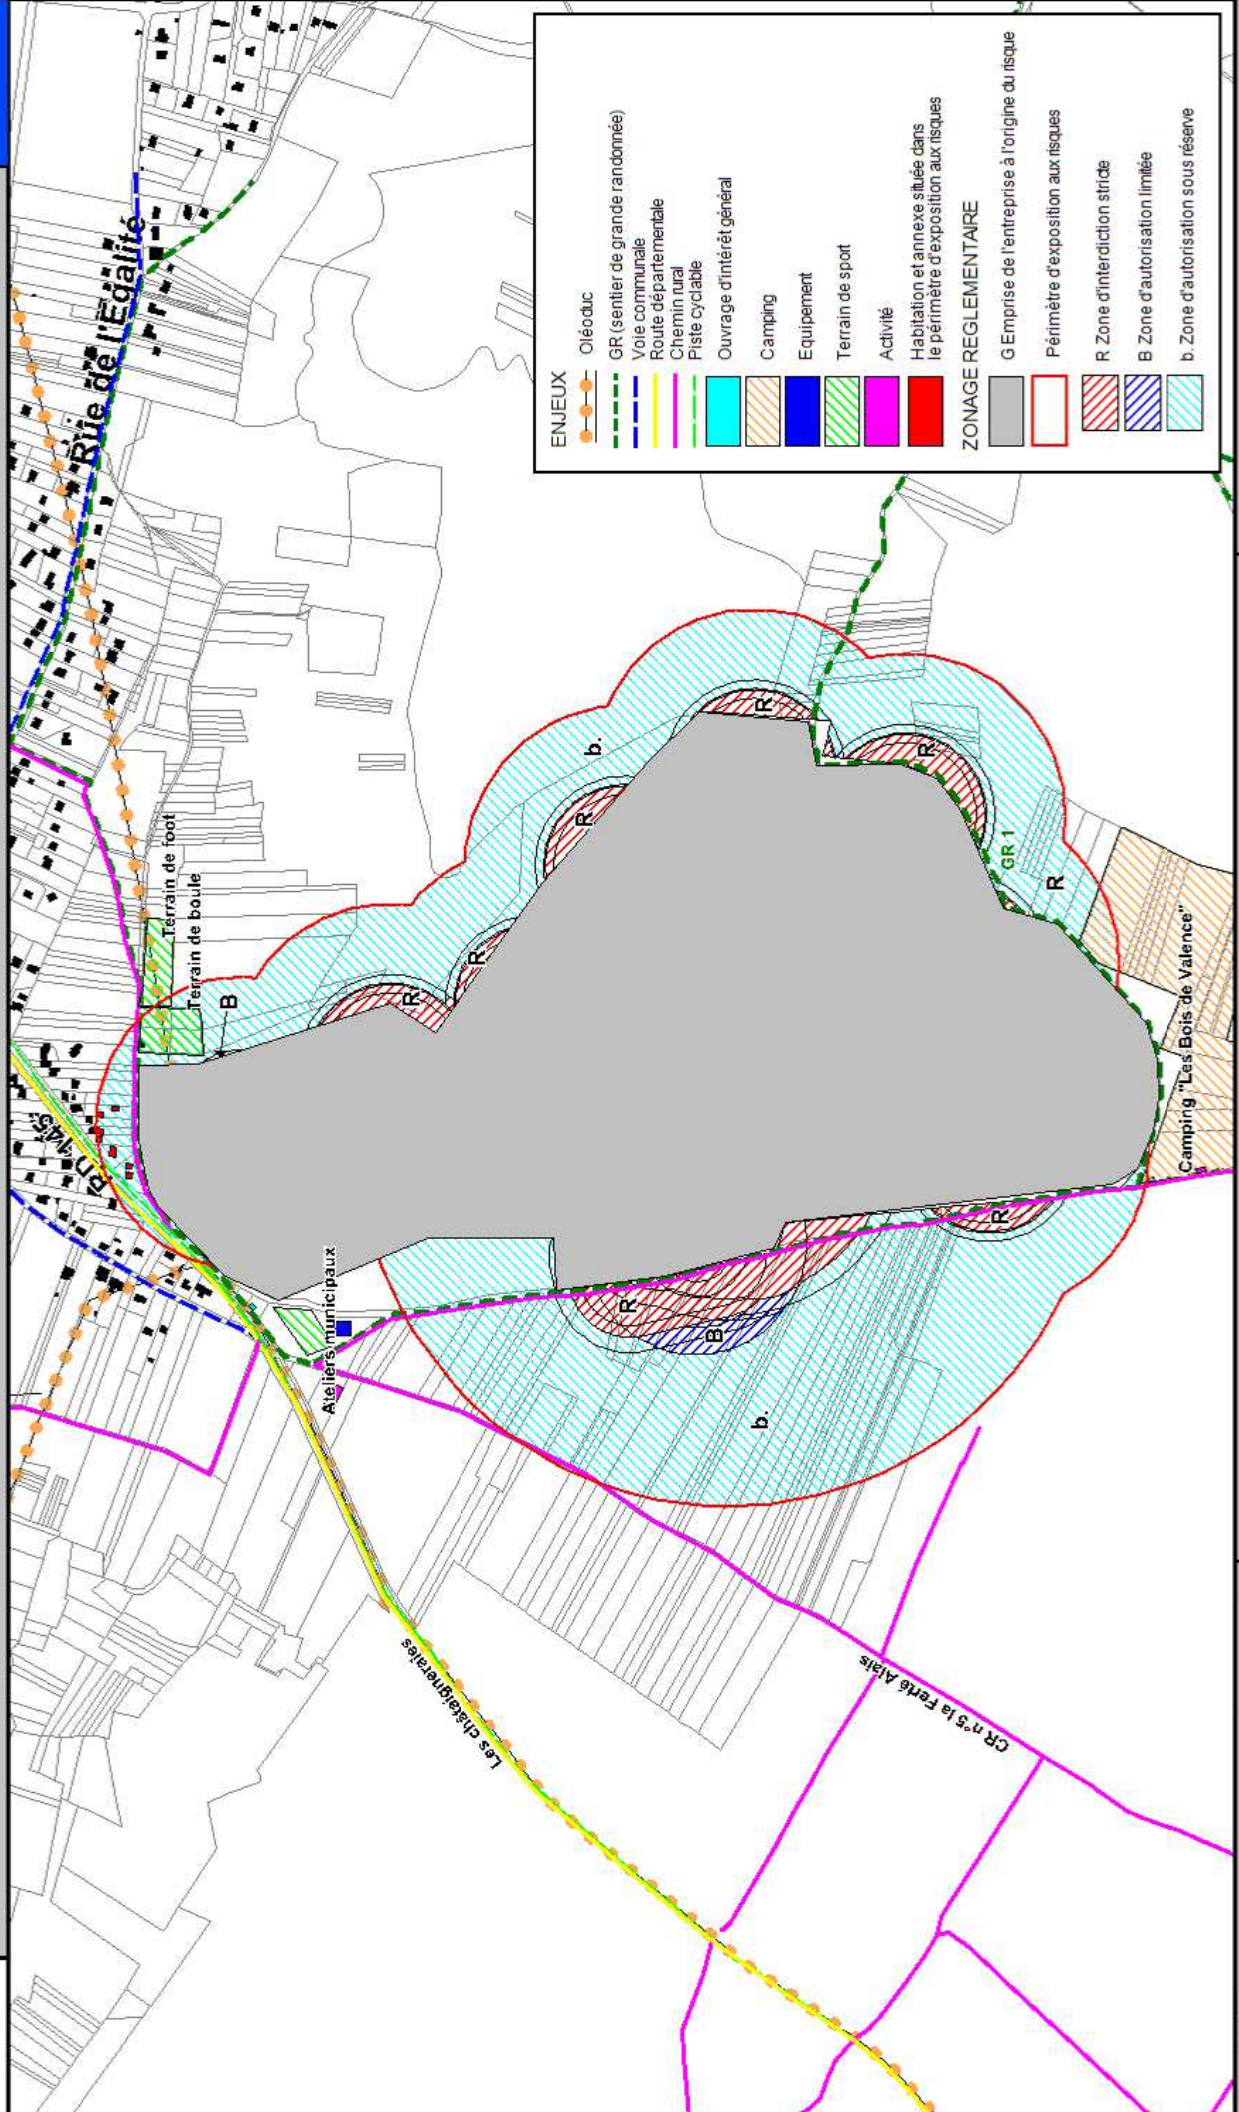 Rue de l'Egalité
RD 145
Terrain de foot
Terrain de boule
B
R
R
R
b.
R
R
GR 1
R
Camping "Les Bois de Valence"
Ateliers municipaux
R
B
R
b.
Les châtaigneraies
CR n°5 la Ferté Alais
ENJEUX
Oléoduc
GR (sentier de grande randonnée)
Voie communale
Route départementale
Chemin rural
Piste cyclable
Ouvrage d'intérêt général
Camping
Equipement
Terrain de sport
Activité
Habitation et annexe située dans
le périmètre d'exposition aux risques
ZONAGE REGLEMENTAIRE
G Emprise de l'entreprise à l'origine du risque
Périmètre d'exposition aux risques
R Zone d'interdiction stricte
B Zone d'autorisation limitée
b. Zone d'autorisation sous réserve